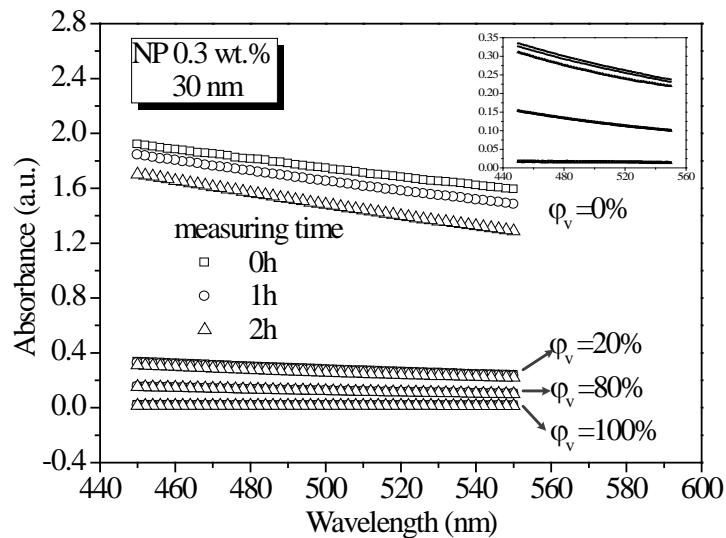 NP 0.3 wt.%
30 nm
0.35
0.30
0.25
0.20
0.15
0.10
0.05
0.00
440 480 520 560
2.8
2.4
2.0
1.6
1.2
0.8
0.4
0.0
-0.4
Absorbance (a.u.)
measuring time
0h
1h
2h
φv=0%
φv=20%
φv=80%
φv=100%
440 460 480 500 520 540 560 580 600
Wavelength (nm)